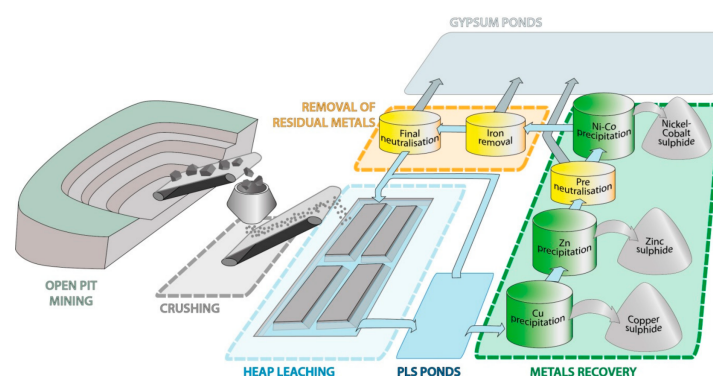 GYPSUM PONDS
REMOVAL OF
RESIDUAL METALS
Final
neutralisation
Iron
removal
Ni-Co
precipitation
Nickel-
Cobalt
sulphide
Pre
neutralisation
Zn
precipitation
Zinc
sulphide
Cu
precipitation
Copper
sulphide
OPEN PIT
MINING
CRUSHING
HEAP LEACHING
PLS PONDS
METALS RECOVERY